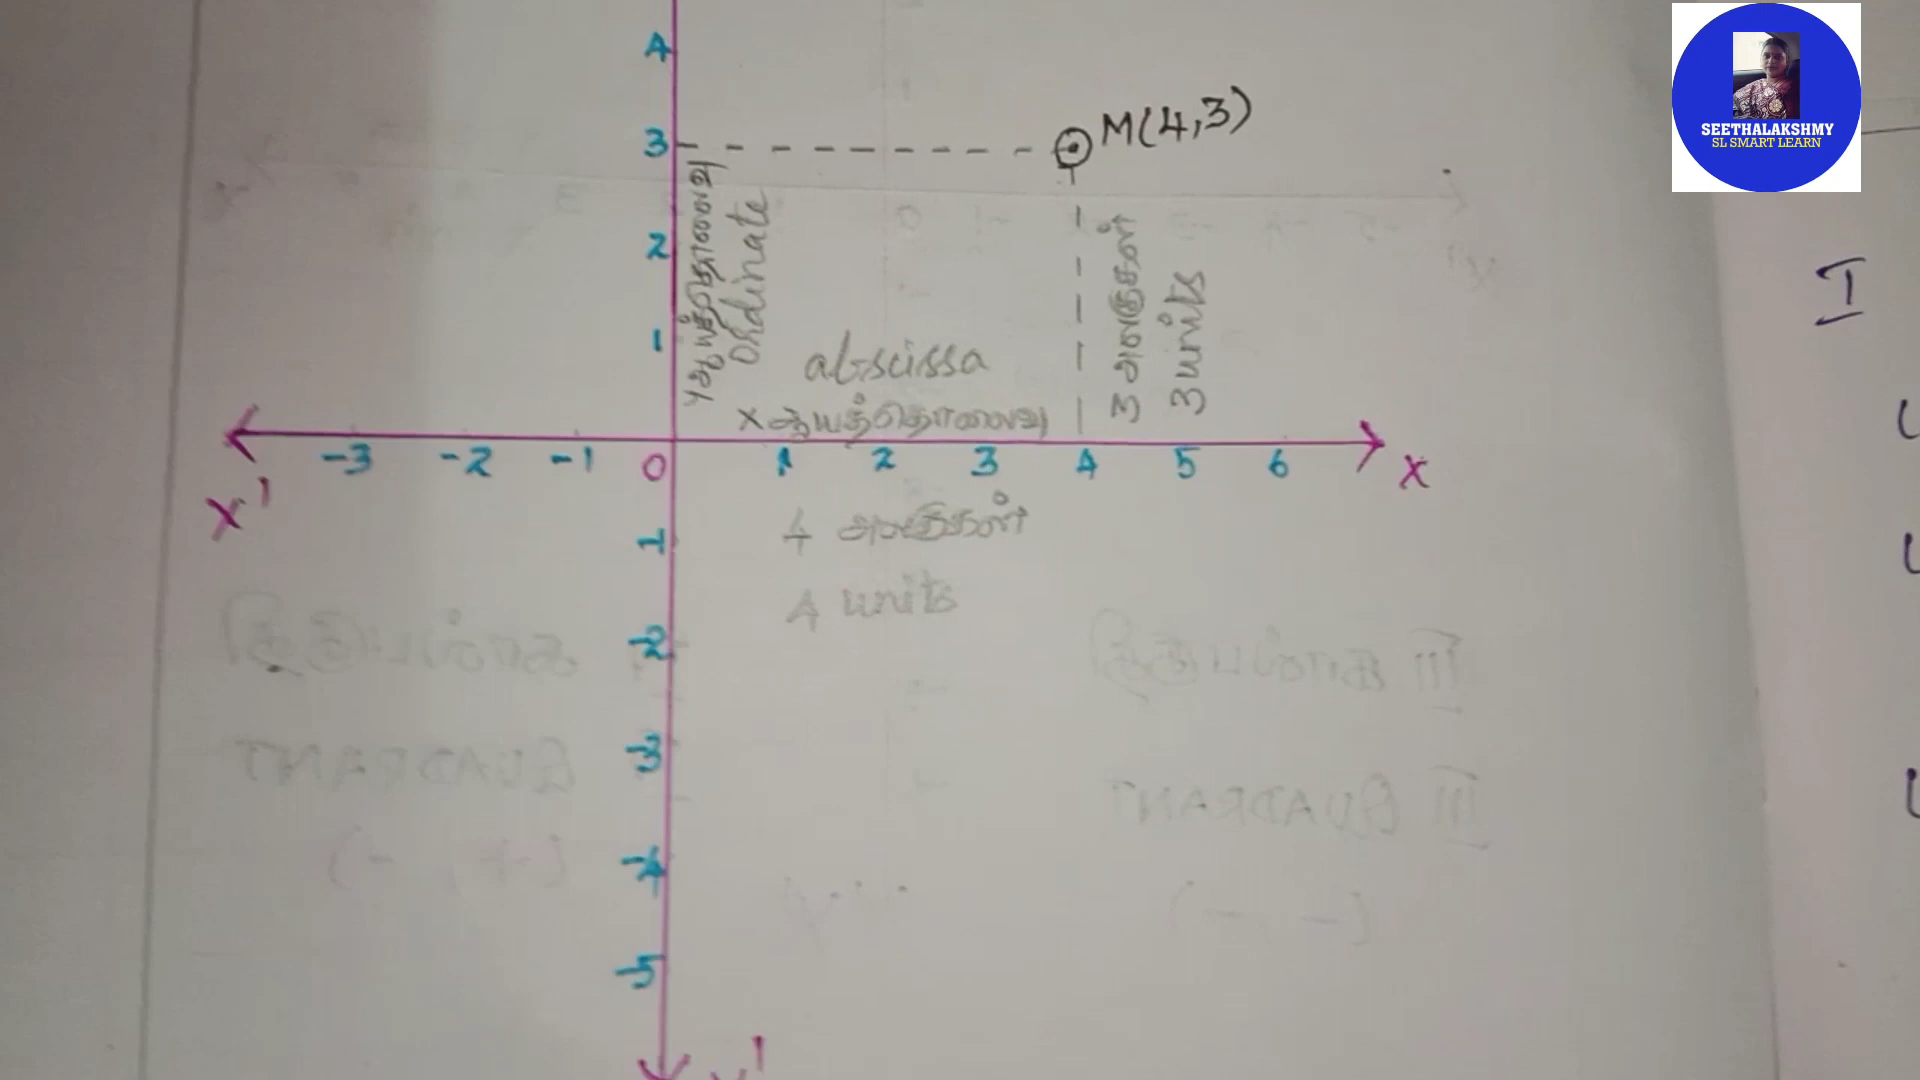 4
M(4,3)
3
2
1
Y ஆயத்தொலைவு
Ordinate
abscissa
X ஆயத்தொலைவு
3 அலகுகள்
3 யunits
-3 -2 -1 0 1 2 3 4 5 6
X
X'
-1
4 அலகுகள்
4 units
-2
-3
-4
-5
I
SEETHALAKSHMY
SL SMART LEARN